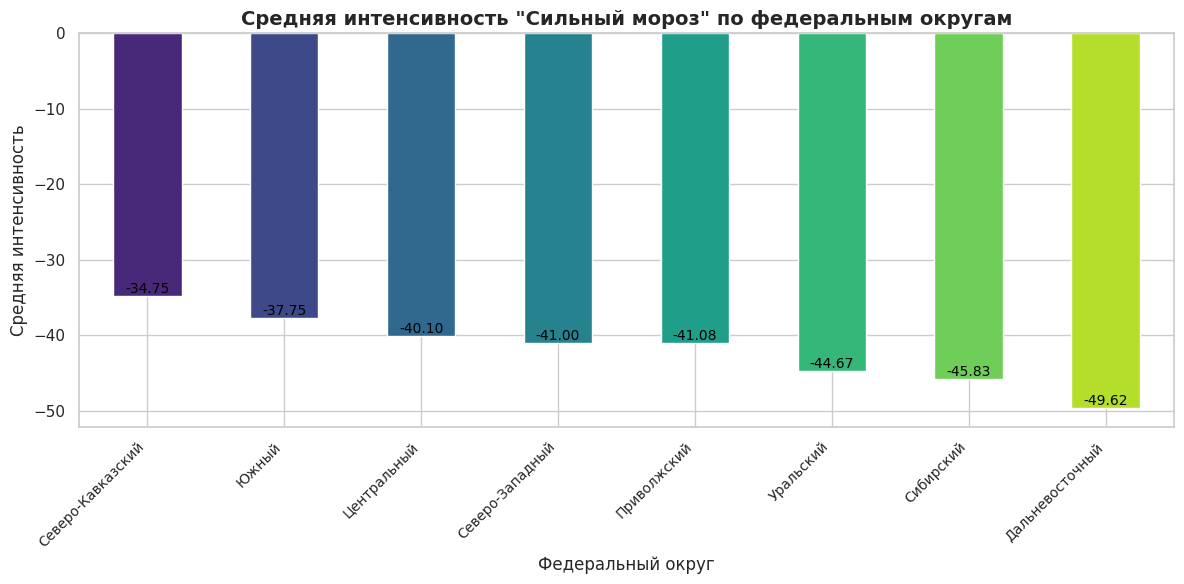 Средняя интенсивность "Сильный мороз" по федеральным округам
Средняя интенсивность
0
−10
−20
−30
−40
−50
-34.75
-37.75
-40.10
-41.00
-41.08
-44.67
-45.83
-49.62
Северо-Кавказский
Южный
Центральный
Северо-Западный
Приволжский
Уральский
Сибирский
Дальневосточный
Федеральный округ